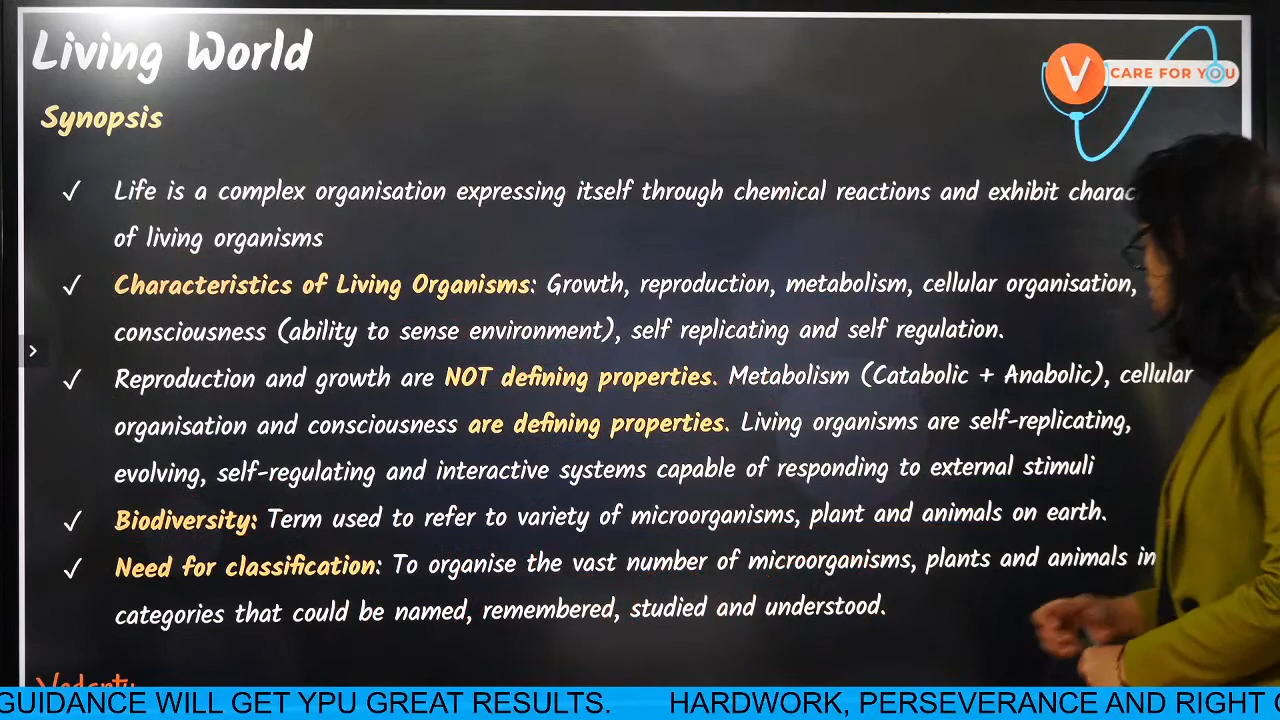 Living World
V CARE FOR YOU
Synopsis
✓ Life is a complex organisation expressing itself through chemical reactions and exhibit
of living organisms
✓ Characteristics of Living Organisms: Growth, reproduction, metabolism, cellular organisation,
consciousness (ability to sense environment), self replicating and self regulation.
✓ Reproduction and growth are NOT defining properties. Metabolism (Catabolic + Anabolic), cellular
organisation and consciousness are defining properties. Living organisms are self-replicating,
evolving, self-regulating and interactive systems capable of responding to external stimuli
✓ Biodiversity: Term used to refer to variety of microorganisms, plant and animals on earth.
✓ Need for classification: To organise the vast number of microorganisms, plants and animals in
categories that could be named, remembered, studied and understood.
GUIDANCE WILL GET YPU GREAT RESULTS. HARDWORK, PERSEVERANCE AND RIGHT